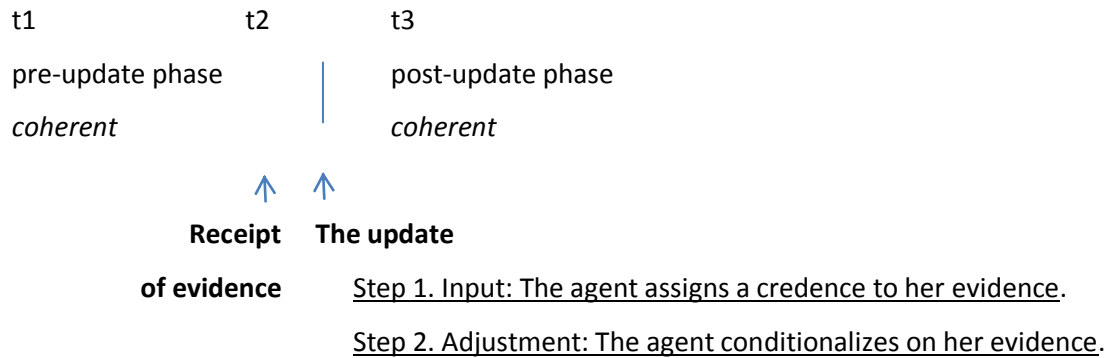 t1 t2 t3
pre-update phase post-update phase
coherent coherent
Receipt The update
of evidence Step 1. Input: The agent assigns a credence to her evidence.
Step 2. Adjustment: The agent conditionalizes on her evidence.